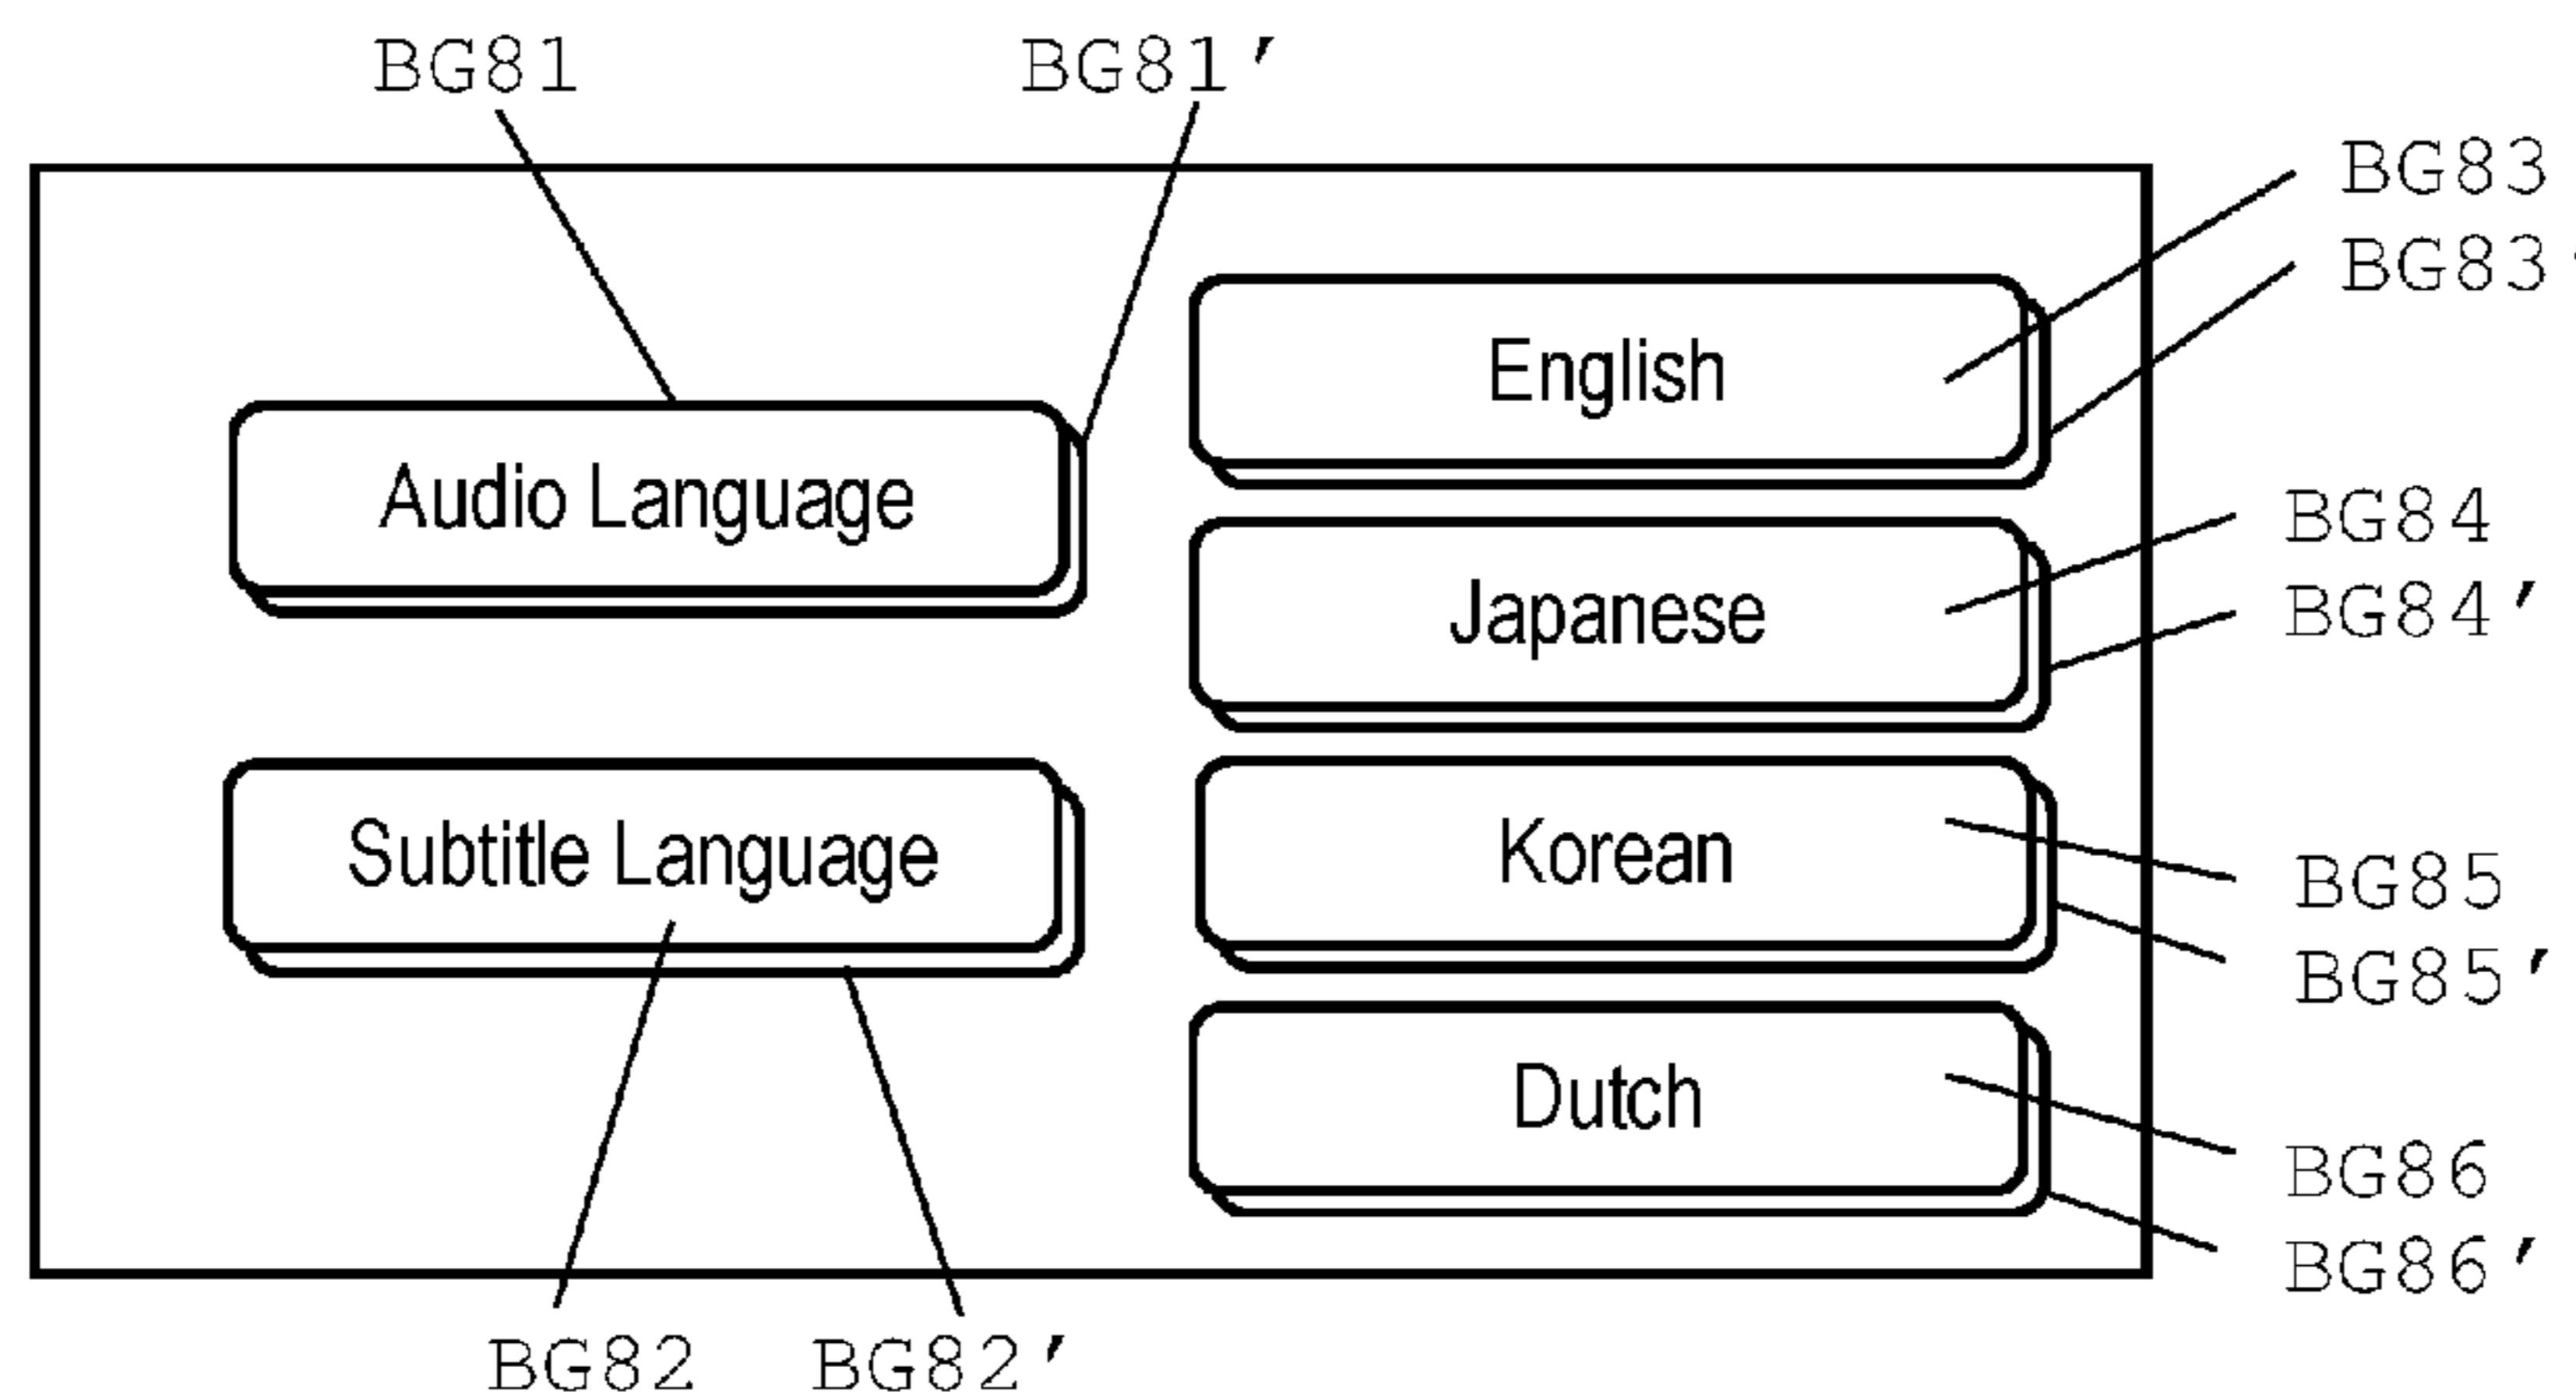 BG81 BG81'
BG83
BG83'
English
Audio Language
BG84
Japanese
BG84'
Subtitle Language
Korean
BG85
BG85'
Dutch
BG86
BG86'
BG82 BG82'